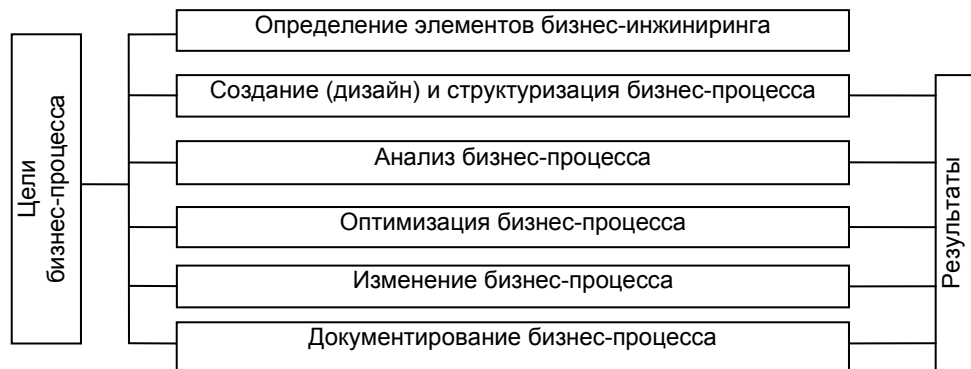 Цели
бизнес-процесса
Определение элементов бизнес-инжиниринга
Создание (дизайн) и структуризация бизнес-процесса
Анализ бизнес-процесса
Оптимизация бизнес-процесса
Изменение бизнес-процесса
Документирование бизнес-процесса
Результаты